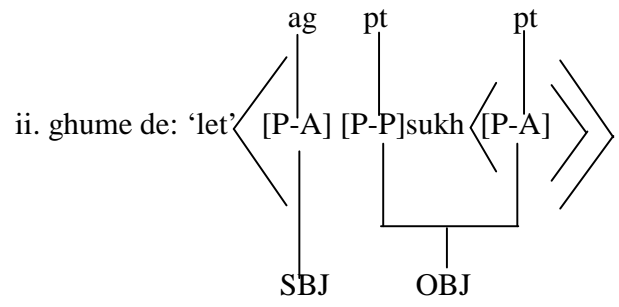 ag pt pt
ii. ghume de: ‘let’ [P-A] [P-P]sukh [P-A]
SBJ OBJ